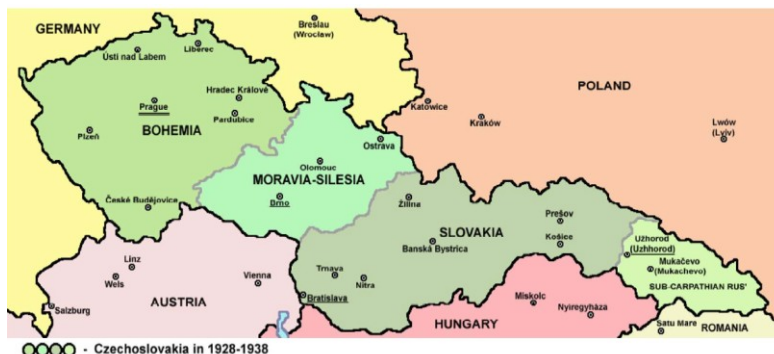 GERMANY
Breslau
(Wrocław)
Liberec
Ústí nad Labem
POLAND
Hradec Králové
Prague
Katowice
Pardubice
Kraków
Lwów
(Lyiv)
Plzeň
BOHEMIA
Ostrava
Olomouc
MORAVIA-SILESIA
Brno
Žilina
České Budějovice
Prešov
SLOVAKIA
Košice
Banská Bystrica
Užhorod
(Uzhhorod)
Mukačevo
(Mukachevo)
Linz
Wels
Vienna
Trnava
Nitra
SUB-CARPATHIAN RUS'
Bratislava
Salzburg
AUSTRIA
Miskolc
Nyíregyháza
HUNGARY
Satu Mare
ROMANIA
- Czechoslovakia in 1928-1938